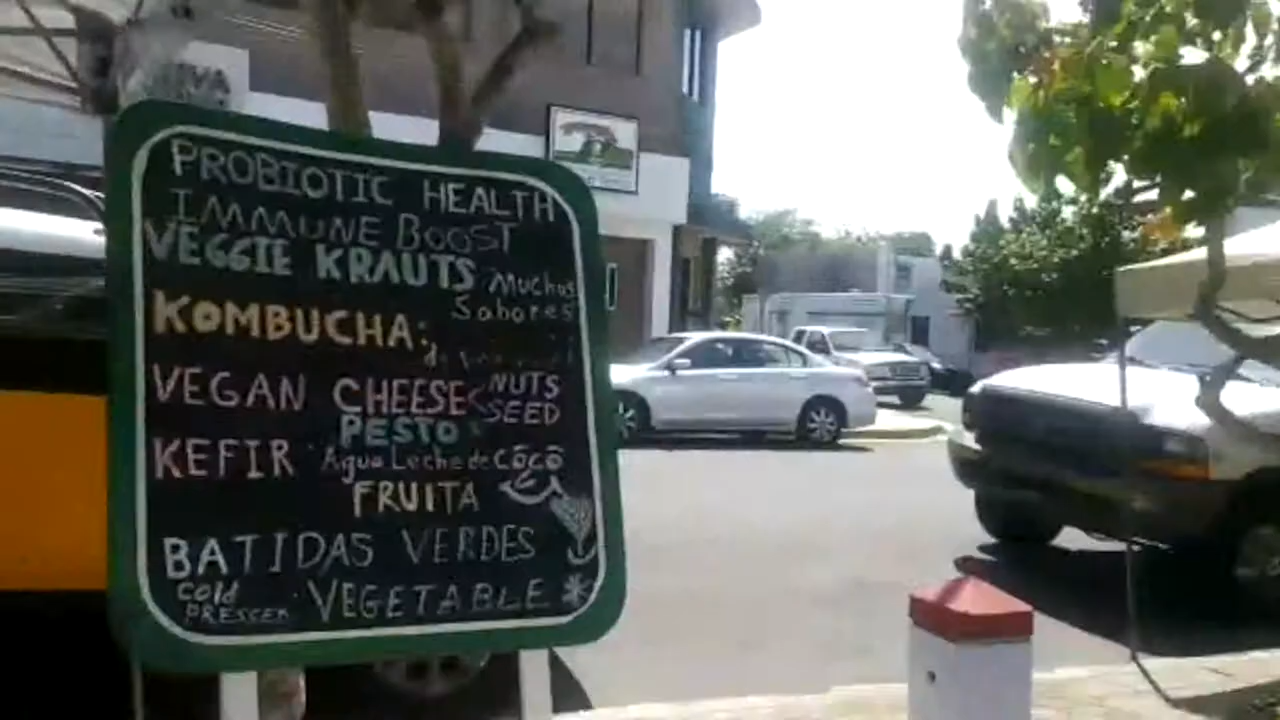 PROBIOTIC HEALTH
IMMUNE BOOST
VEGGIE KRAUTS Muchos
Sabores
KOMBUCHA:
VEGAN CHEESE < NUTS
SEED
PESTO
KEFIR Agua Leche de COCO
FRUITA
BATIDAS VERDES
COld
PRESCED VEGETABLE *